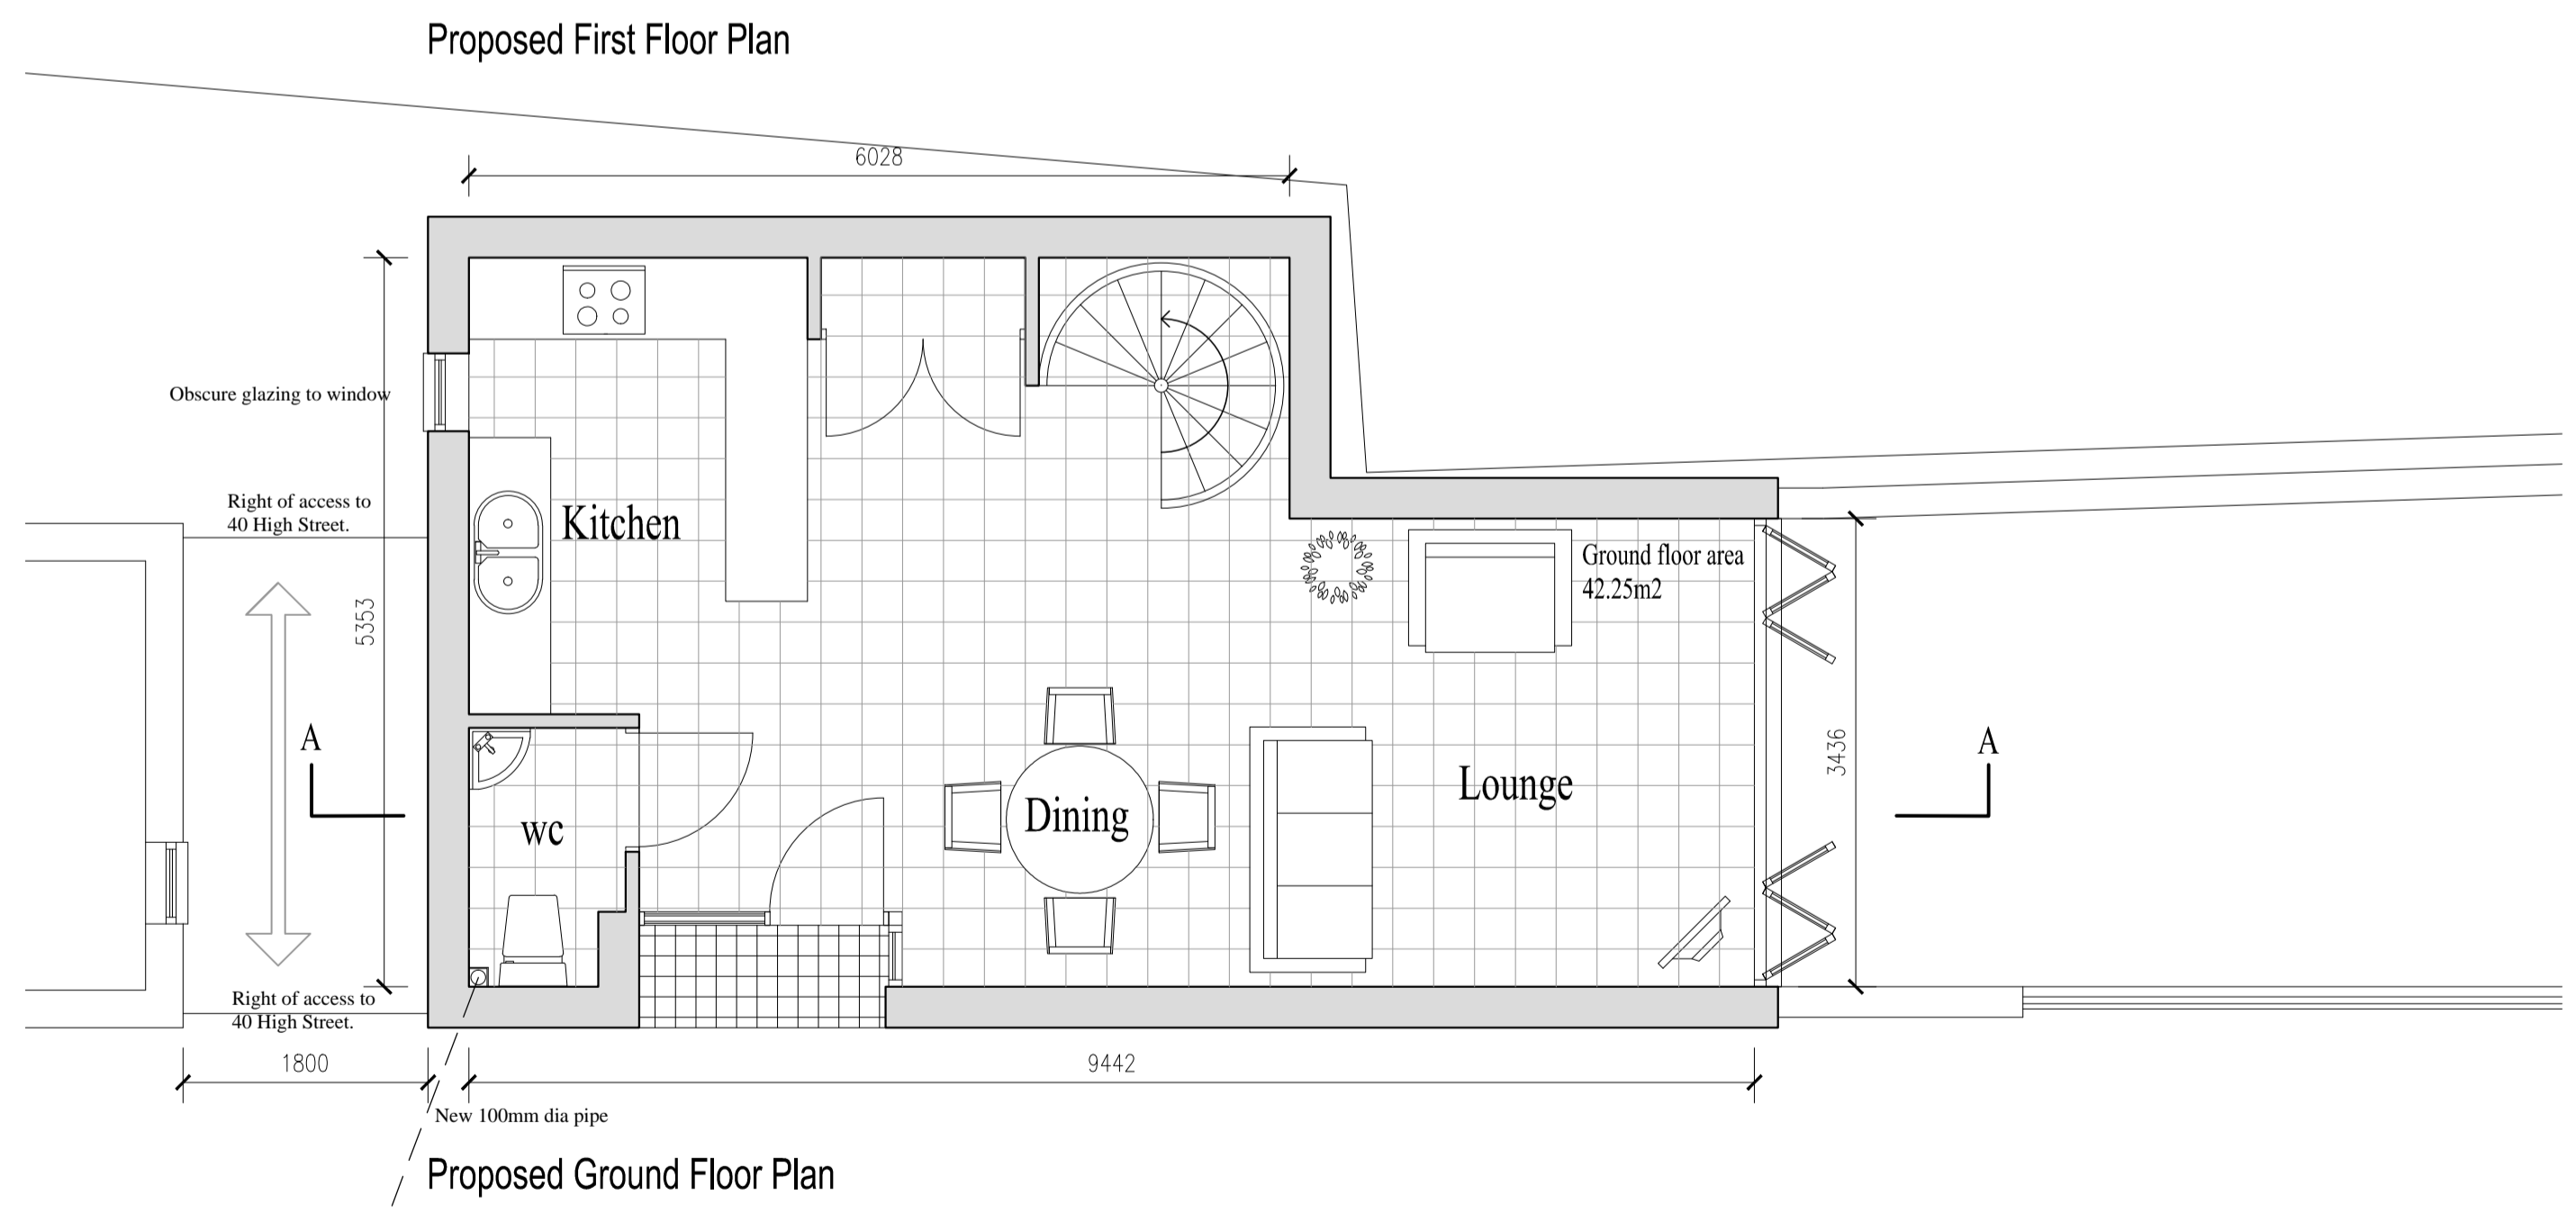 Proposed First Floor Plan
6028
Obscure glazing to window
Right of access to
40 High Street.
5353
Kitchen
Ground floor area
42.25m2
A
A
3436
Lounge
Dining
wc
Right of access to
40 High Street.
1800
9442
New 100mm dia pipe
Proposed Ground Floor Plan